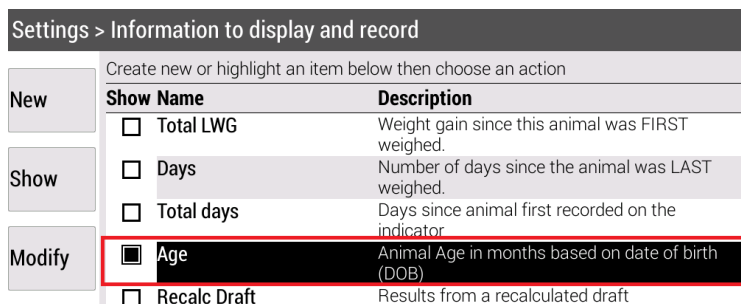 Settings > Information to display and record
Create new or highlight an item below then choose an action
New
Show Name Description
Total LWG Weight gain since this animal was FIRST
weighed.
Show
Days Number of days since the animal was LAST
weighed.
Total days Days since animal first recorded on the
indicator
Modify
Age Animal Age in months based on date of birth
(DOB)
Recalc Draft Results from a recalculated draft